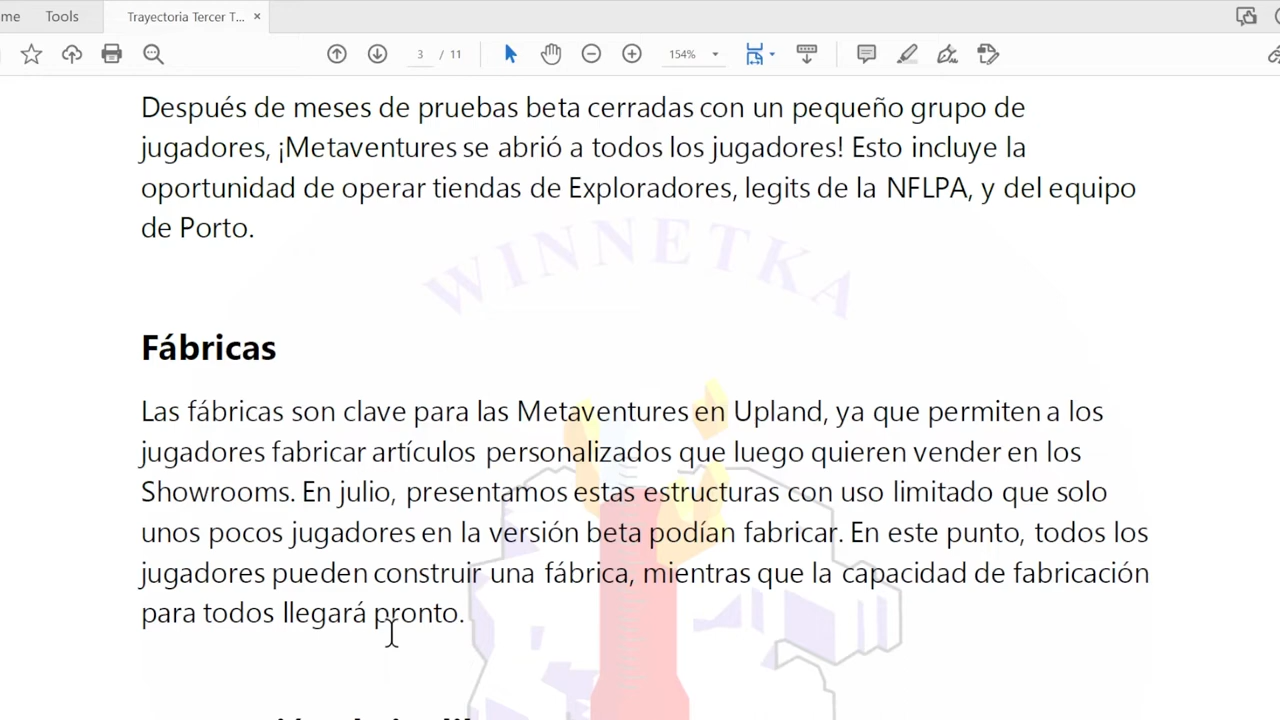 me Tools Trayectoria Tercer T... ×
3 / 11 154%
Después de meses de pruebas beta cerradas con un pequeño grupo de
jugadores, ¡Metaventures se abrió a todos los jugadores! Esto incluye la
oportunidad de operar tiendas de Exploradores, legits de la NFLPA, y del equipo
de Porto.
WINNETKA
Fábricas
Las fábricas son clave para las Metaventures en Upland, ya que permiten a los
jugadores fabricar artículos personalizados que luego quieren vender en los
Showrooms. En julio, presentamos estas estructuras con uso limitado que solo
unos pocos jugadores en la versión beta podían fabricar. En este punto, todos los
jugadores pueden construir una fábrica, mientras que la capacidad de fabricación
para todos llegará pronto.